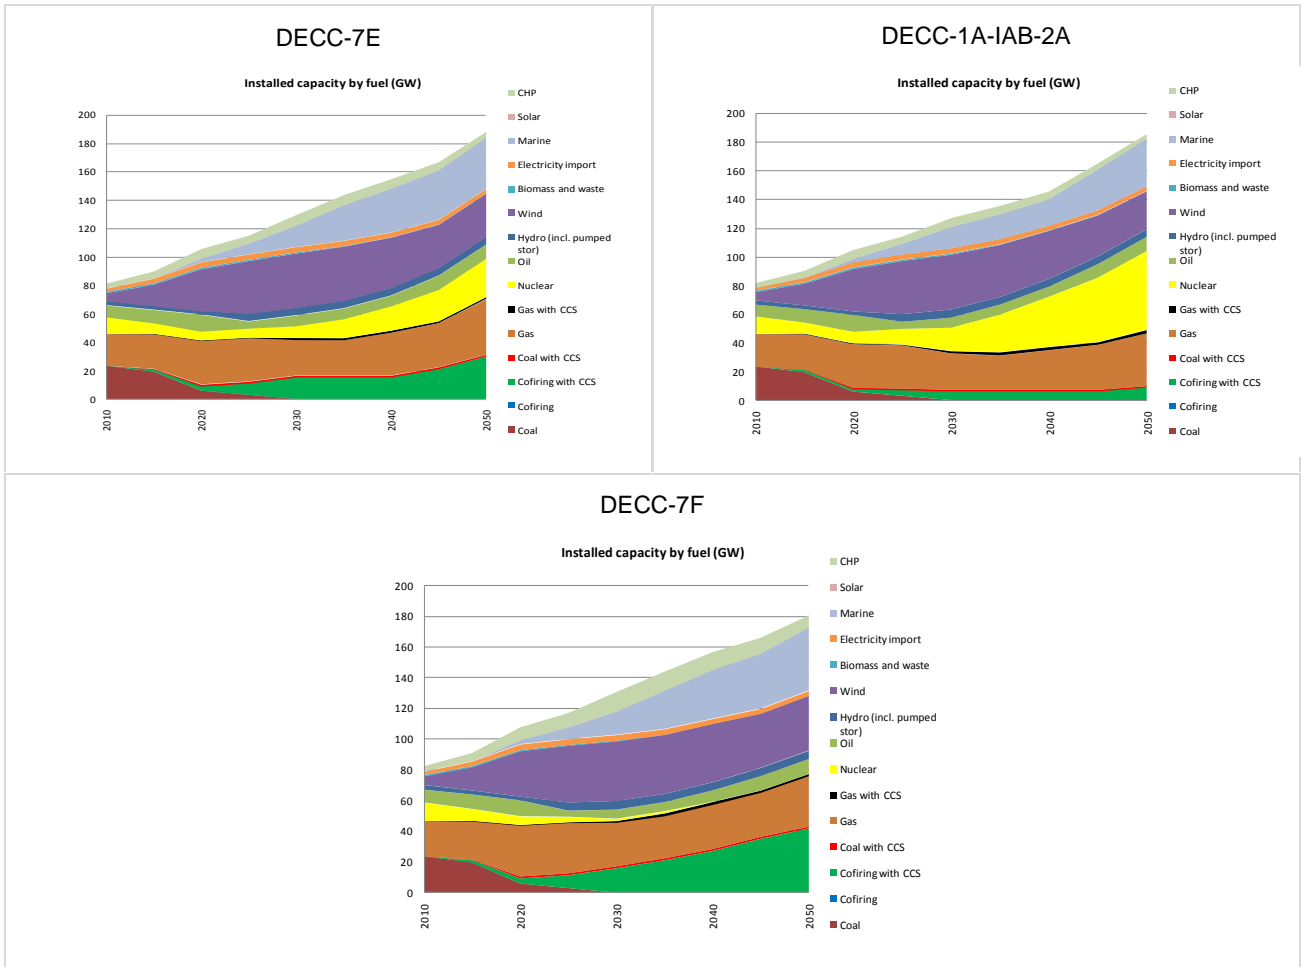 DECC-7E
Installed capacity by fuel (GW)
200
180
160
140
120
100
80
60
40
20
0
2010
2020
2030
2040
2050
CHP
Solar
Marine
Electricity import
Biomass and waste
Wind
Hydro (incl. pumped
stor)
Oil
Nuclear
Gas with CCS
Gas
Coal with CCS
Cofiring with CCS
Cofiring
Coal
DECC-1A-IAB-2A
Installed capacity by fuel (GW)
200
180
160
140
120
100
80
60
40
20
0
2010
2020
2030
2040
2050
CHP
Solar
Marine
Electricity import
Biomass and waste
Wind
Hydro (incl. pumped
stor)
Oil
Nuclear
Gas with CCS
Gas
Coal with CCS
Cofiring with CCS
Cofiring
Coal
DECC-7F
Installed capacity by fuel (GW)
200
180
160
140
120
100
80
60
40
20
0
2010
2020
2030
2040
2050
CHP
Solar
Marine
Electricity import
Biomass and waste
Wind
Hydro (incl. pumped
stor)
Oil
Nuclear
Gas with CCS
Gas
Coal with CCS
Cofiring with CCS
Cofiring
Coal